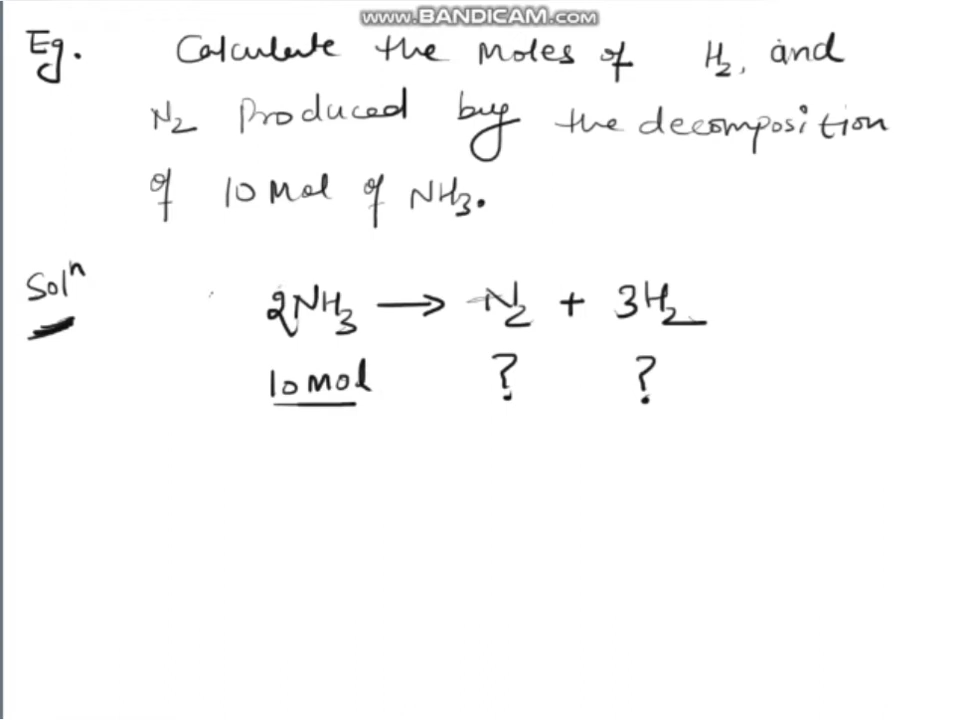 www.BANDICAM.com
Eg. Calculate the Moles of H₂, and
N₂ Produced buy the decomposition
of 10 Mol of NH₃.
Solⁿ
2NH₃ → N₂ + 3H₂
10 mol ? ?